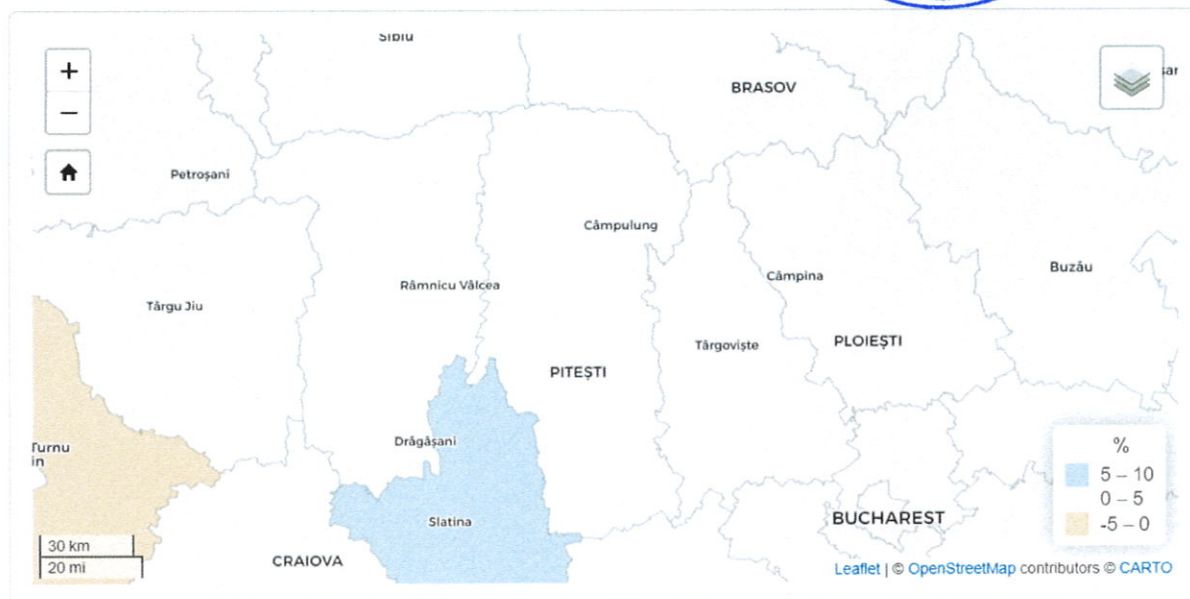 Sibiu
+
BRASOV
−
Petroșani
Câmpulung
Buzău
Câmpina
Râmnicu Vâlcea
Târgu Jiu
PLOIEȘTI
Târgoviște
PITEȘTI
Drăgășani
Turnu
in
%
5 – 10
0 – 5
-5 – 0
Slatina
BUCHAREST
30 km
20 mi
CRAIOVA
Leaflet | © OpenStreetMap contributors © CARTO